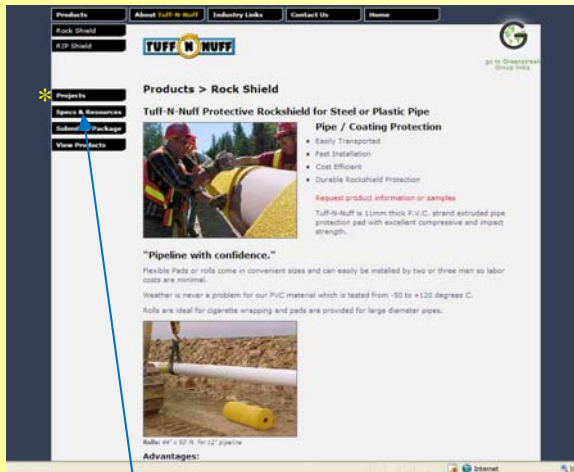 Products
About Tuff-N-Nuff
Industry Links
Contact Us
Home
Rock Shield
RIP Shield
TUFF N NUFF
G
go to Greenstreak
Group links
Products > Rock Shield
*
Projects
Specs & Resources
Package
View Products
Tuff-N-Nuff Protective Rockshield for Steel or Plastic Pipe
Pipe / Coating Protection
Easily Transported
Fast Installation
Cost Efficient
Durable Rockshield Protection
Request product information or samples
Tuff-N-Nuff is 11mm thick P.V.C. strand extruded pipe
protection pad with excellent compressive and impact
strength.
"Pipeline with confidence."
Flexible Pads or rolls come in convenient sizes and can easily be installed by two or three men so labor
costs are minimal.
Weather is never a problem for our PVC material which is tested from -50 to +120 degrees C.
Rolls are ideal for cigarette wrapping and pads are provided for large diameter pipes.
Rolls: 44" x 50' ft. for 12" pipeline
Advantages:
Internet